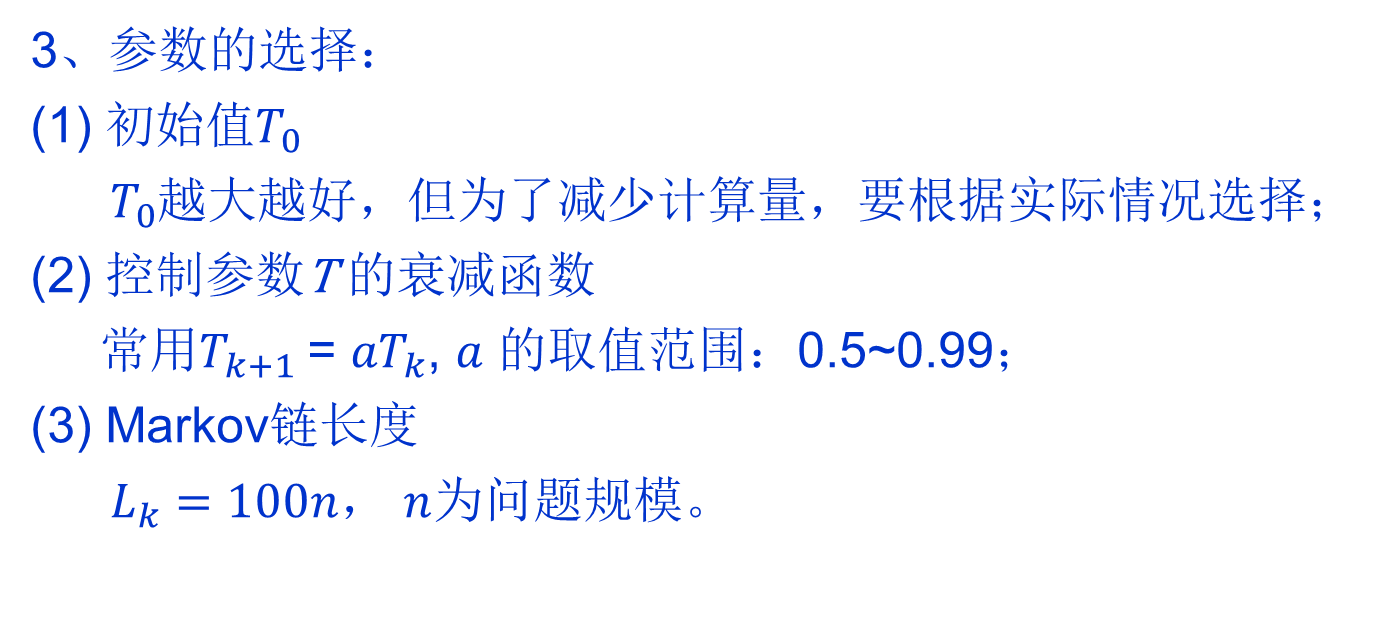 3、参数的选择：
(1) 初始值T₀
T₀越大越好，但为了减少计算量，要根据实际情况选择；
(2) 控制参数T的衰减函数
常用Tₖ₊₁ = aTₖ, a 的取值范围：0.5~0.99；
(3) Markov链长度
Lₖ = 100n， n为问题规模。